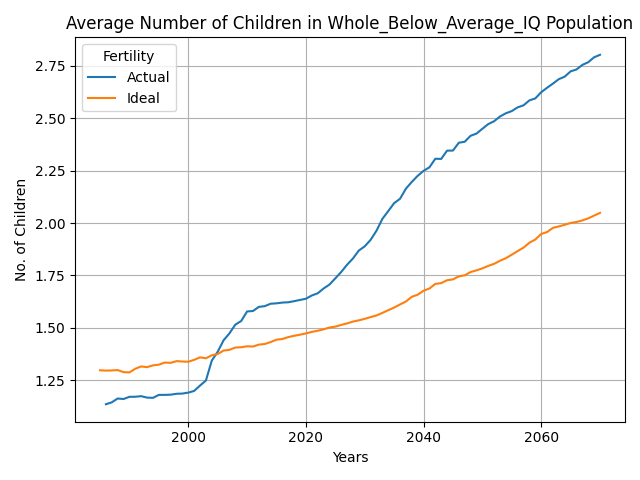 Average Number of Children in Whole_Below_Average_IQ Population
Fertility
Actual
Ideal
No. of Children
2.75
2.50
2.25
2.00
1.75
1.50
1.25
2000 2020 2040 2060
Years